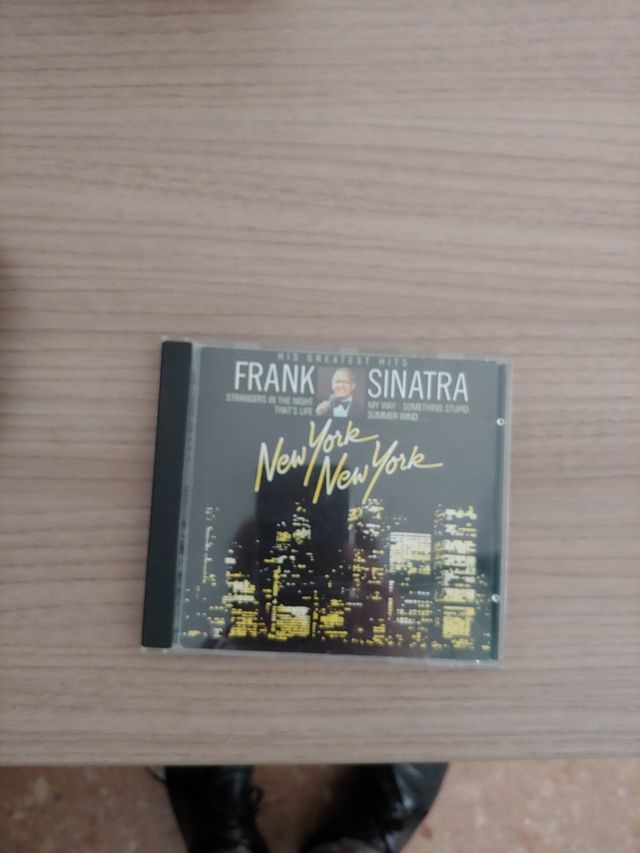 HIS GREATEST HITS
FRANK SINATRA
STRANGERS IN THE NIGHT
THAT'S LIFE
MY WAY . SOMETHING STUPID
SUMMER WIND...
New York
New York